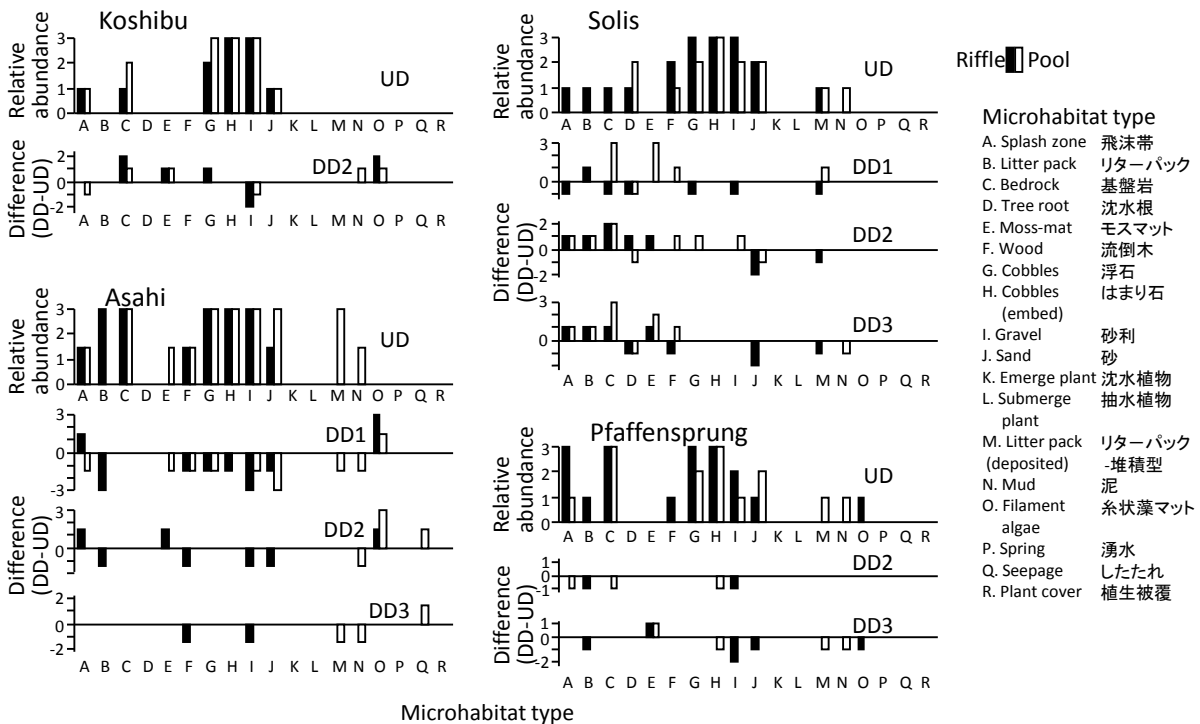 Koshibu
Relative abundance
3
2
1
0
UD
A B C D E F G H I J K L M N O P Q R
Difference (DD-UD)
2
0
-2
DD2
A B C D E F G H I J K L M N O P Q R
Asahi
Relative abundance
3
2
1
0
UD
A B C D E F G H I J K L M N O P Q R
Difference (DD-UD)
3
0
-3
DD1
3
0
-2
DD2
2
0
-2
DD3
A B C D E F G H I J K L M N O P Q R
Solis
Relative abundance
3
2
1
0
UD
A B C D E F G H I J K L M N O P Q R
Difference (DD-UD)
3
0
-1
DD1
A B C D E F G H I J K L M N O P Q R
2
0
-2
DD2
A B C D E F G H I J K L M N O P Q R
3
0
-2
DD3
A B C D E F G H I J K L M N O P Q R
Pfaffensprung
Relative abundance
3
2
1
0
UD
A B C D E F G H I J K L M N O P Q R
Difference (DD-UD)
1
0
-1
DD2
1
0
-2
DD3
A B C D E F G H I J K L M N O P Q R
Microhabitat type
Riffle Pool
Microhabitat type
A. Splash zone 飛沫帯
B. Litter pack リターパック
C. Bedrock 基盤岩
D. Tree root 沈水根
E. Moss-mat モスマット
F. Wood 流倒木
G. Cobbles 浮石
H. Cobbles はまり石
(embed)
I. Gravel 砂利
J. Sand 砂
K. Emerge plant 沈水植物
L. Submerge 抽水植物
plant
M. Litter pack リターパック
(deposited) -堆積型
N. Mud 泥
O. Filament 糸状藻マット
algae
P. Spring 湧水
Q. Seepage したたれ
R. Plant cover 植生被覆